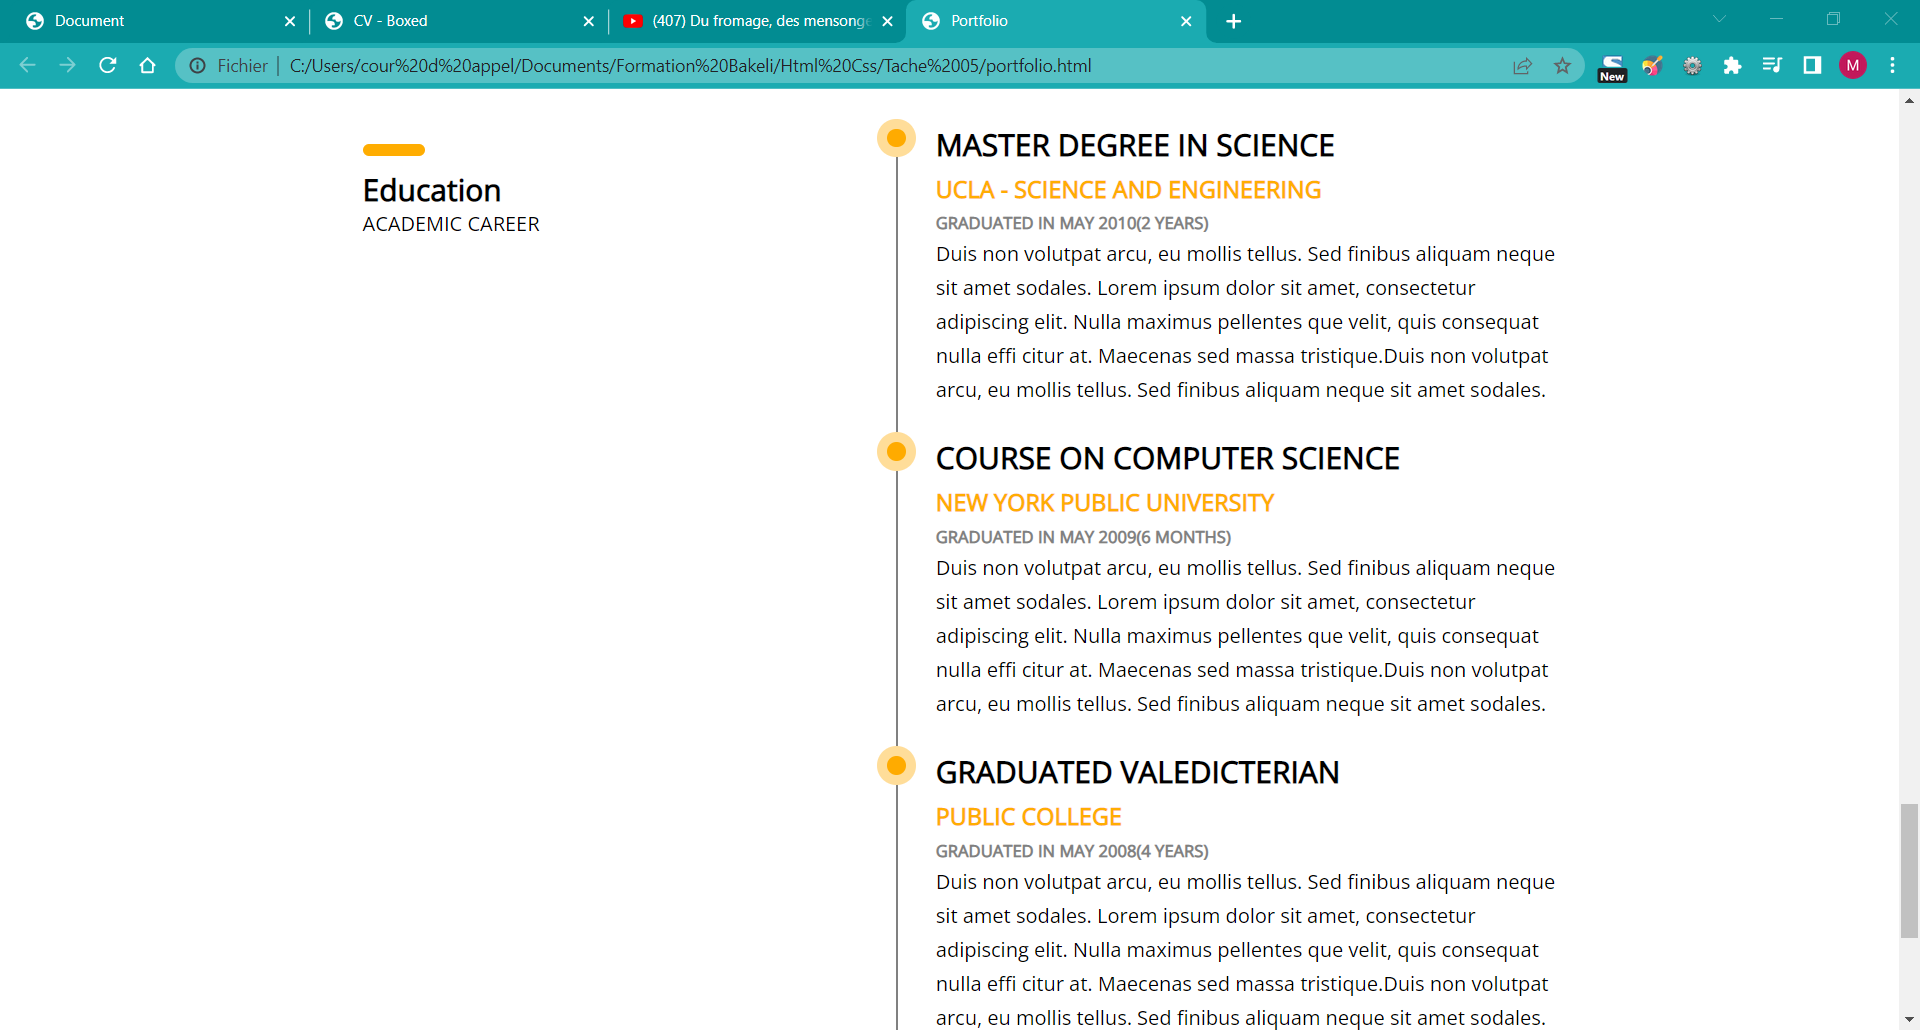 Document
CV - Boxed
(407) Du fromage, des mensonge
Portfolio
Fichier
C:/Users/cour%20d%20appel/Documents/Formation%20Bakeli/Html%20Css/Tache%2005/portfolio.html
New
M
Education
ACADEMIC CAREER
MASTER DEGREE IN SCIENCE
UCLA - SCIENCE AND ENGINEERING
GRADUATED IN MAY 2010(2 YEARS)
Duis non volutpat arcu, eu mollis tellus. Sed finibus aliquam neque
sit amet sodales. Lorem ipsum dolor sit amet, consectetur
adipiscing elit. Nulla maximus pellentes que velit, quis consequat
nulla effi citur at. Maecenas sed massa tristique.Duis non volutpat
arcu, eu mollis tellus. Sed finibus aliquam neque sit amet sodales.
COURSE ON COMPUTER SCIENCE
NEW YORK PUBLIC UNIVERSITY
GRADUATED IN MAY 2009(6 MONTHS)
Duis non volutpat arcu, eu mollis tellus. Sed finibus aliquam neque
sit amet sodales. Lorem ipsum dolor sit amet, consectetur
adipiscing elit. Nulla maximus pellentes que velit, quis consequat
nulla effi citur at. Maecenas sed massa tristique.Duis non volutpat
arcu, eu mollis tellus. Sed finibus aliquam neque sit amet sodales.
GRADUATED VALEDICTERIAN
PUBLIC COLLEGE
GRADUATED IN MAY 2008(4 YEARS)
Duis non volutpat arcu, eu mollis tellus. Sed finibus aliquam neque
sit amet sodales. Lorem ipsum dolor sit amet, consectetur
adipiscing elit. Nulla maximus pellentes que velit, quis consequat
nulla effi citur at. Maecenas sed massa tristique.Duis non volutpat
arcu, eu mollis tellus. Sed finibus aliquam neque sit amet sodales.